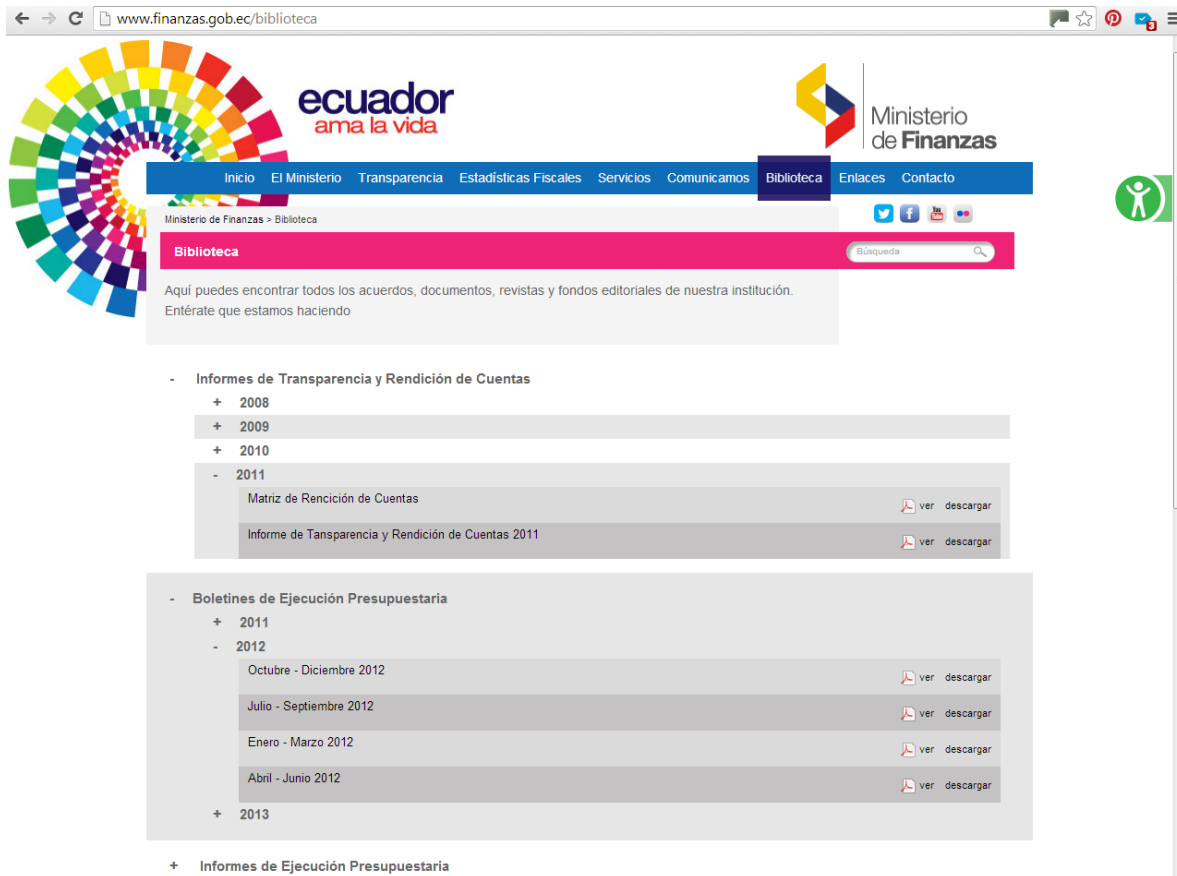 www.finanzas.gob.ec/biblioteca
3
ecuador
ama la vida
Ministerio
de Finanzas
Inicio El Ministerio Transparencia Estadísticas Fiscales Servicios Comunicamos Biblioteca Enlaces Contacto
Ministerio de Finanzas > Biblioteca
You Tube
Biblioteca
Búsqueda
Aquí puedes encontrar todos los acuerdos, documentos, revistas y fondos editoriales de nuestra institución.
Entérate que estamos haciendo
- Informes de Transparencia y Rendición de Cuentas
+ 2008
+ 2009
+ 2010
- 2011
Matriz de Rencición de Cuentas ver descargar
Informe de Tansparencia y Rendición de Cuentas 2011 ver descargar
- Boletines de Ejecución Presupuestaria
+ 2011
- 2012
Octubre - Diciembre 2012 ver descargar
Julio - Septiembre 2012 ver descargar
Enero - Marzo 2012 ver descargar
Abril - Junio 2012 ver descargar
+ 2013
+ Informes de Ejecución Presupuestaria